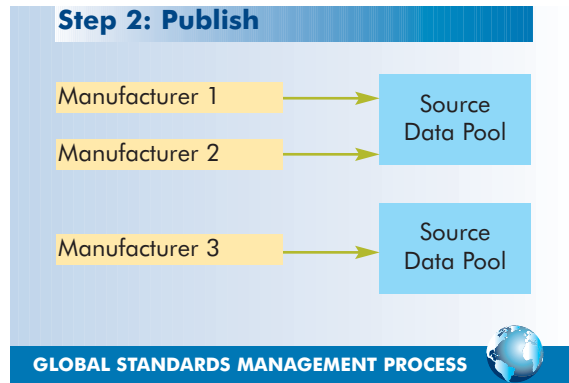 Step 2: Publish
Manufacturer 1
Source
Data Pool
Manufacturer 2
Manufacturer 3
Source
Data Pool
GLOBAL STANDARDS MANAGEMENT PROCESS